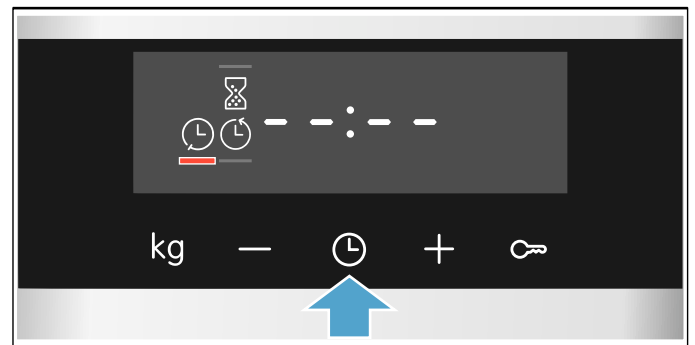 – –:– –
kg – +